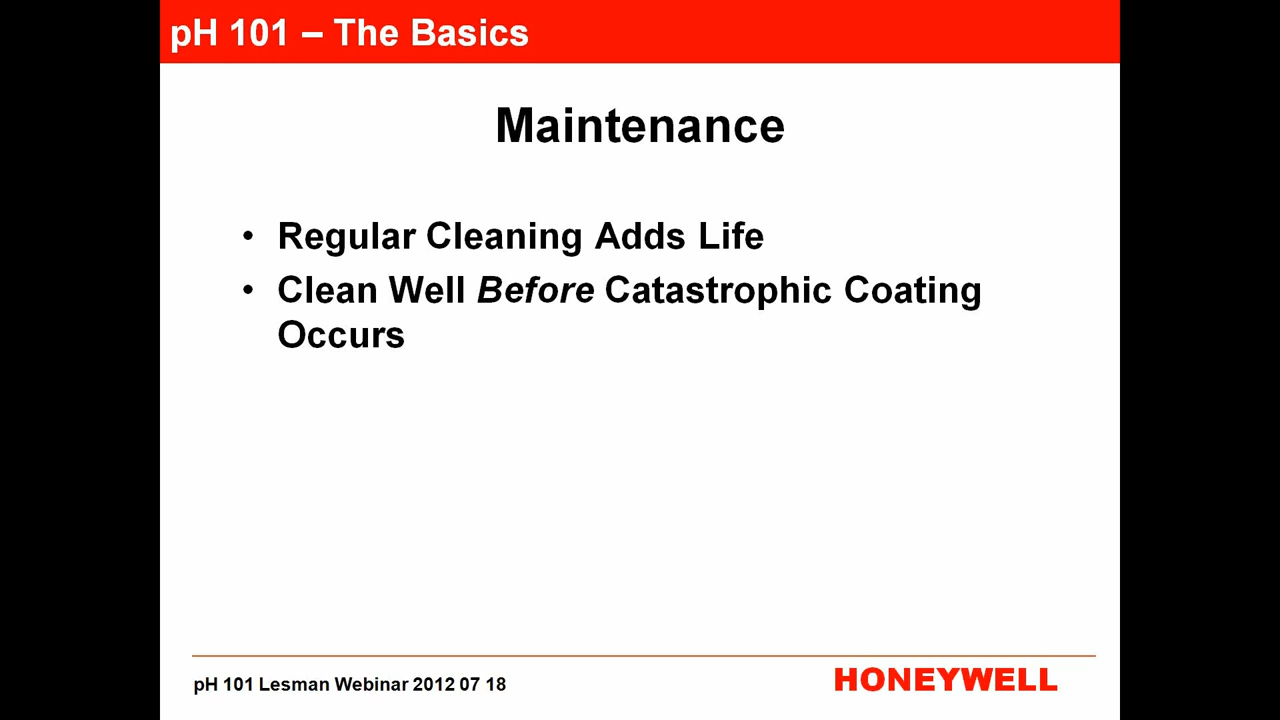 pH 101 – The Basics
Maintenance
• Regular Cleaning Adds Life
• Clean Well Before Catastrophic Coating
Occurs
pH 101 Lesman Webinar 2012 07 18
HONEYWELL